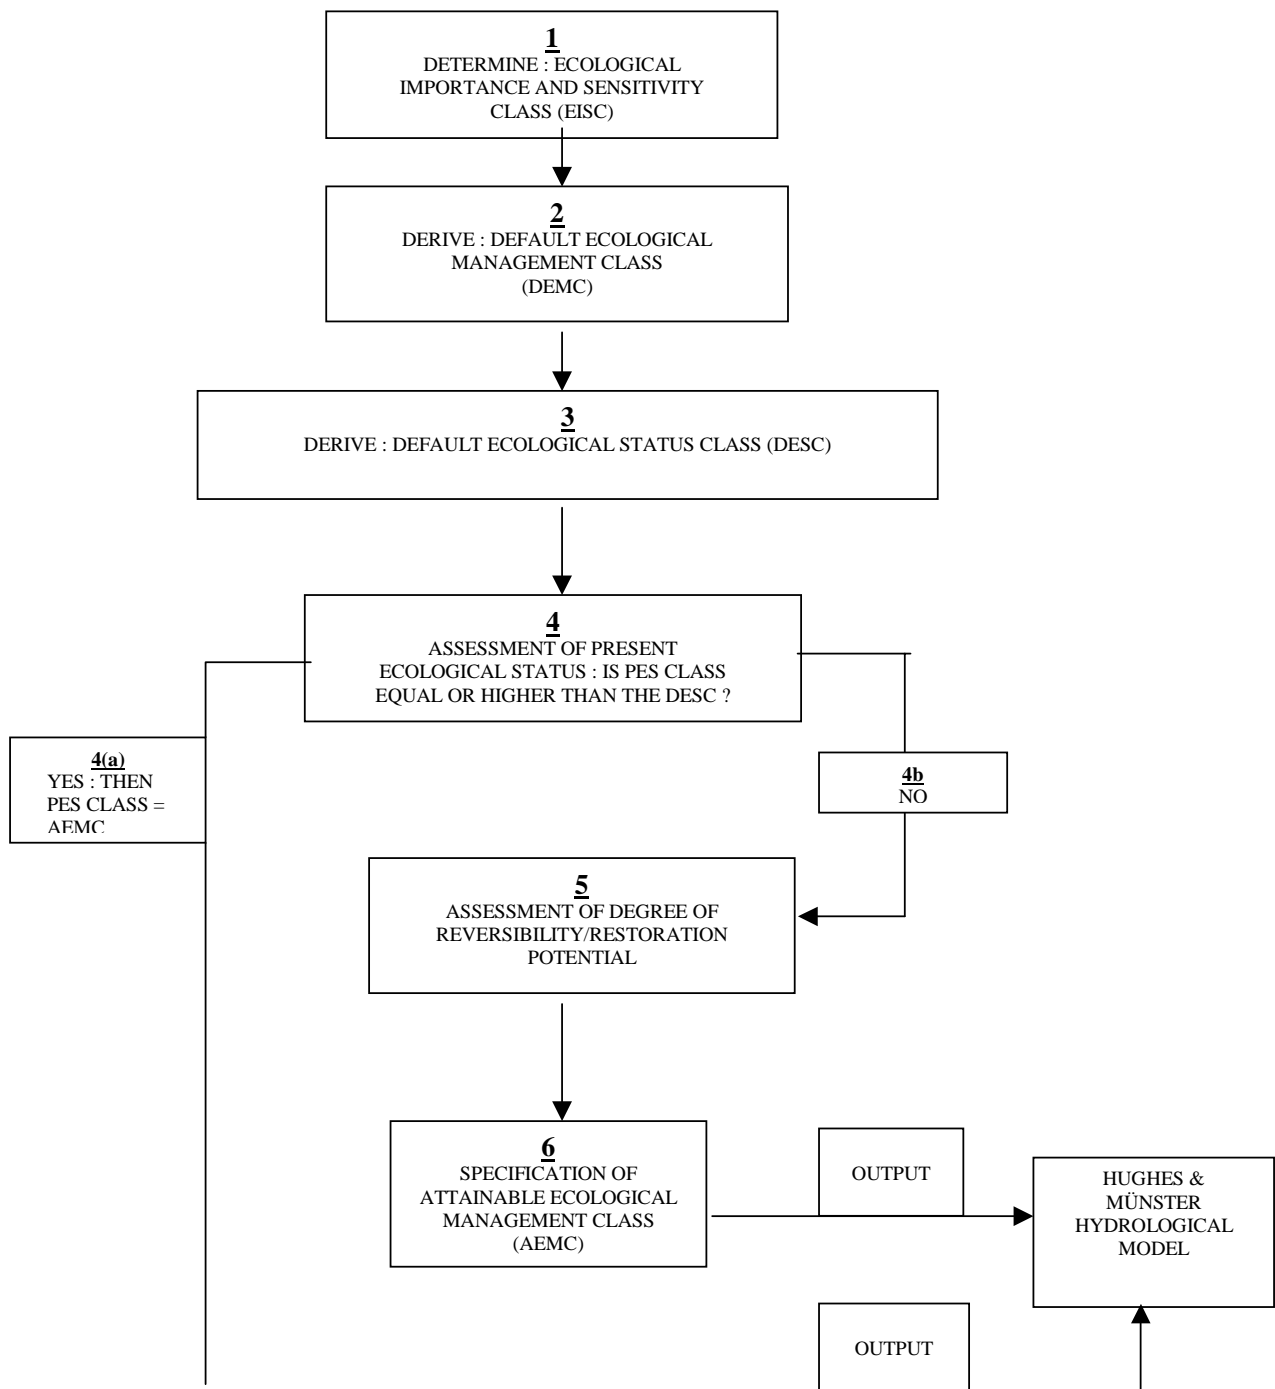 1
DETERMINE : ECOLOGICAL
IMPORTANCE AND SENSITIVITY
CLASS (EISC)
2
DERIVE : DEFAULT ECOLOGICAL
MANAGEMENT CLASS
(DEMC)
3
DERIVE : DEFAULT ECOLOGICAL STATUS CLASS (DESC)
4
ASSESSMENT OF PRESENT
ECOLOGICAL STATUS : IS PES CLASS
EQUAL OR HIGHER THAN THE DESC ?
4(a)
YES : THEN
PES CLASS =
AEMC
4b
NO
5
ASSESSMENT OF DEGREE OF
REVERSIBILITY/RESTORATION
POTENTIAL
6
SPECIFICATION OF
ATTAINABLE ECOLOGICAL
MANAGEMENT CLASS
(AEMC)
OUTPUT
HUGHES &
MÜNSTER
HYDROLOGICAL
MODEL
OUTPUT